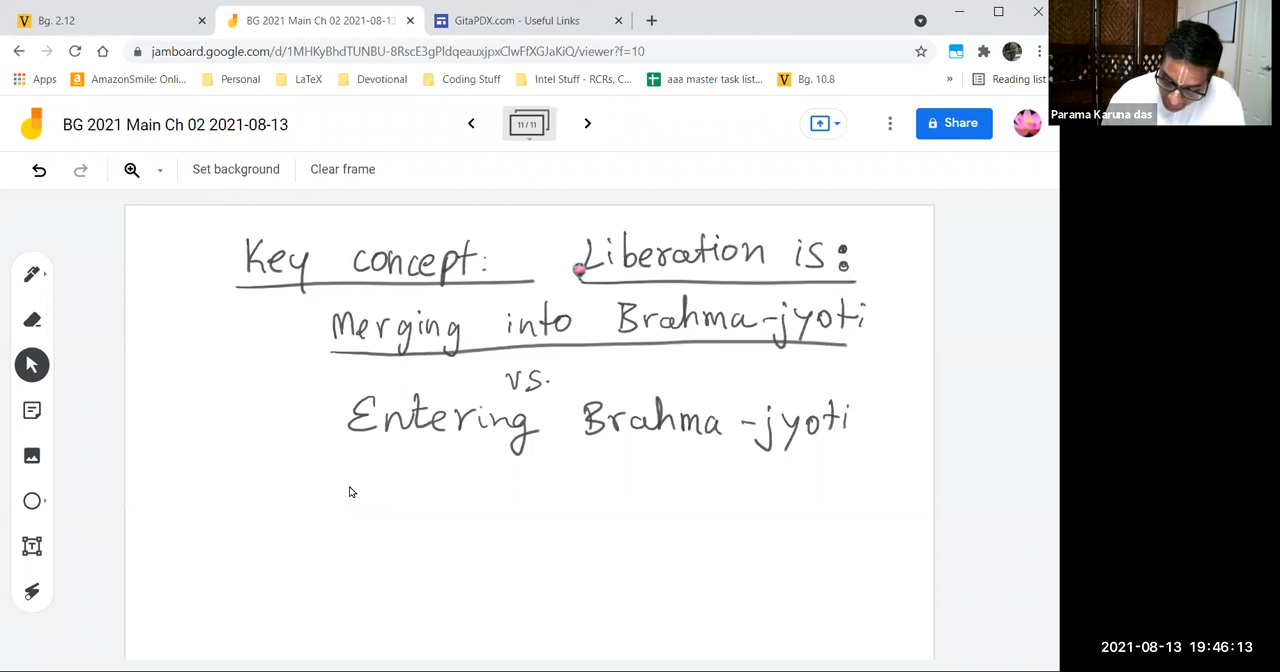 Bg. 2.12
BG 2021 Main Ch 02 2021-08-13
GitaPDX.com - Useful Links
jamboard.google.com/d/1MHKyBhdTUNBU-8RscE3gPldqeauxjpxClwFfXGJaKiQ/viewer?f=10
Apps
AmazonSmile: Onli...
Personal
LaTeX
Devotional
Coding Stuff
Intel Stuff - RCRs, C...
aaa master task list...
Bg. 10.8
»
Reading list
Parama Karuna das
BG 2021 Main Ch 02 2021-08-13
11 / 11
Share
Set background
Clear frame
Key concept: Liberation is:
Merging into Brahma-jyoti
vs.
Entering Brahma-jyoti
2021-08-13 19:46:13